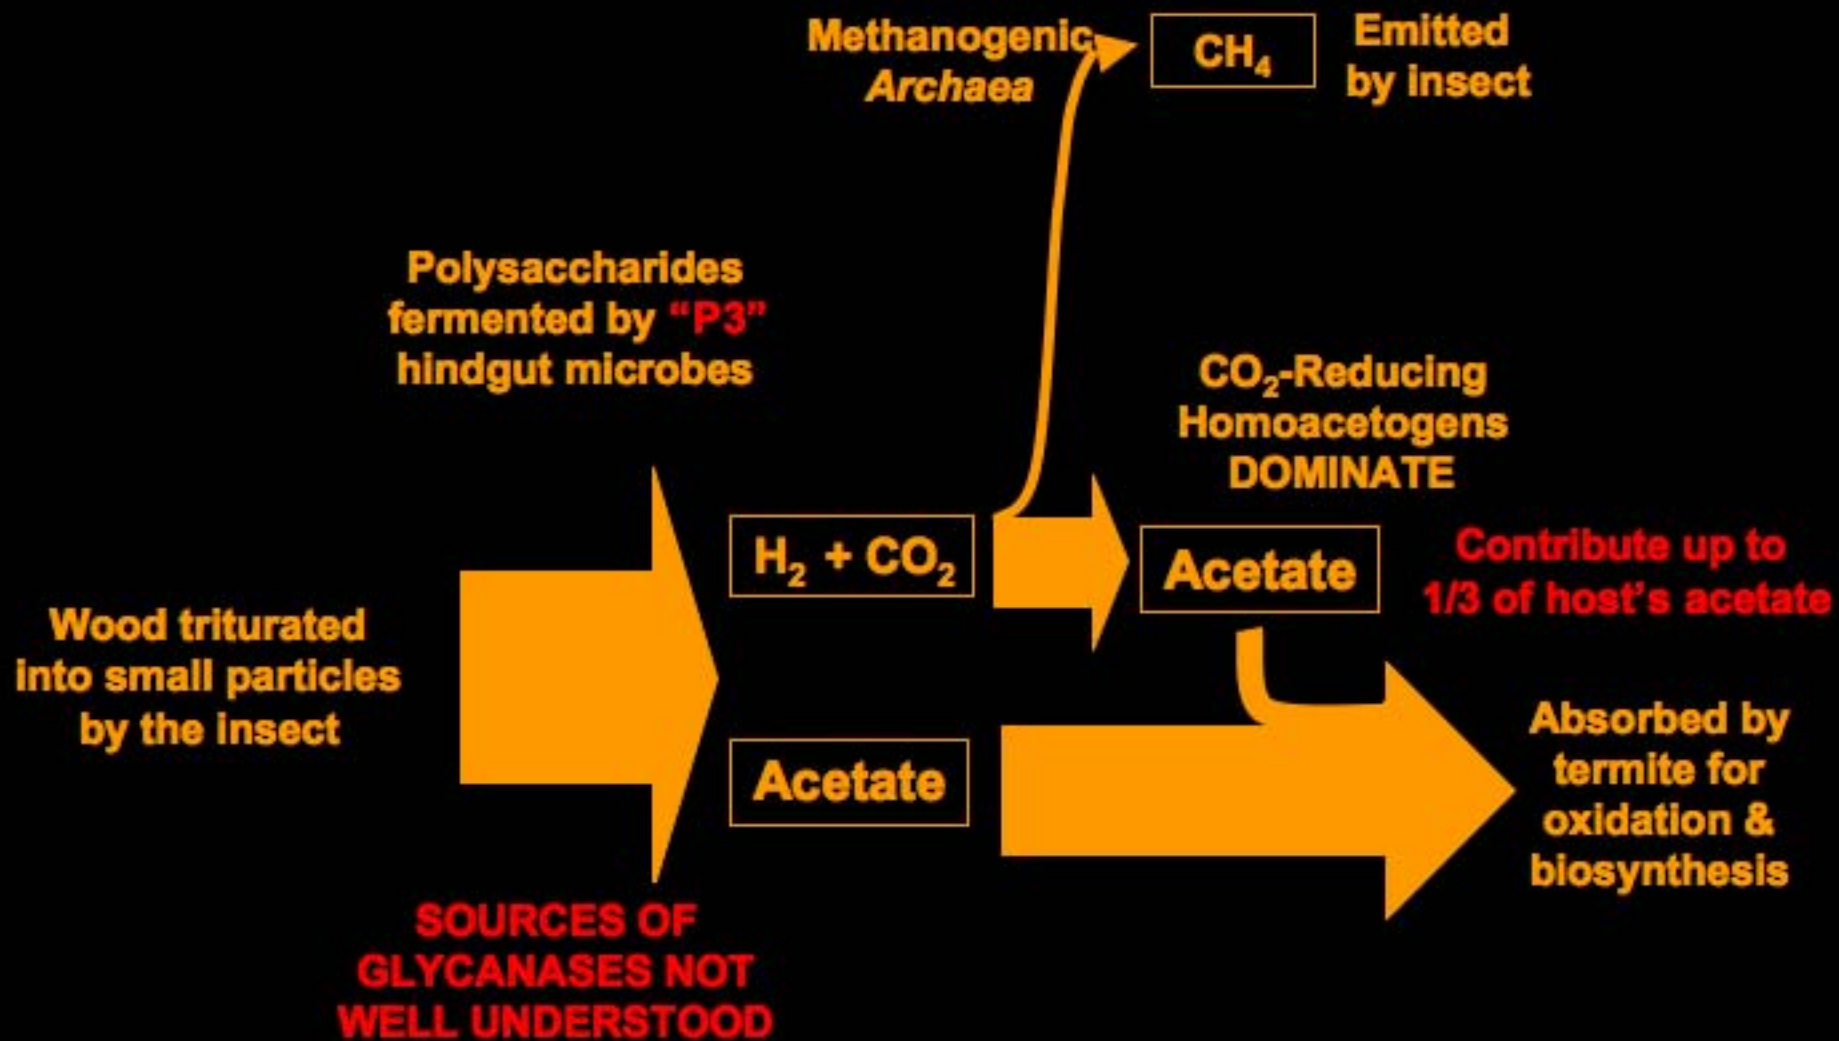 Methanogenic
Archaea
CH₄
Emitted
by insect
Polysaccharides
fermented by “P3”
hindgut microbes
CO₂-Reducing
Homoacetogens
DOMINATE
H₂ + CO₂
Acetate
Contribute up to
1/3 of host’s acetate
Wood triturated
into small particles
by the insect
Acetate
Absorbed by
termite for
oxidation &
biosynthesis
SOURCES OF
GLYCANASES NOT
WELL UNDERSTOOD